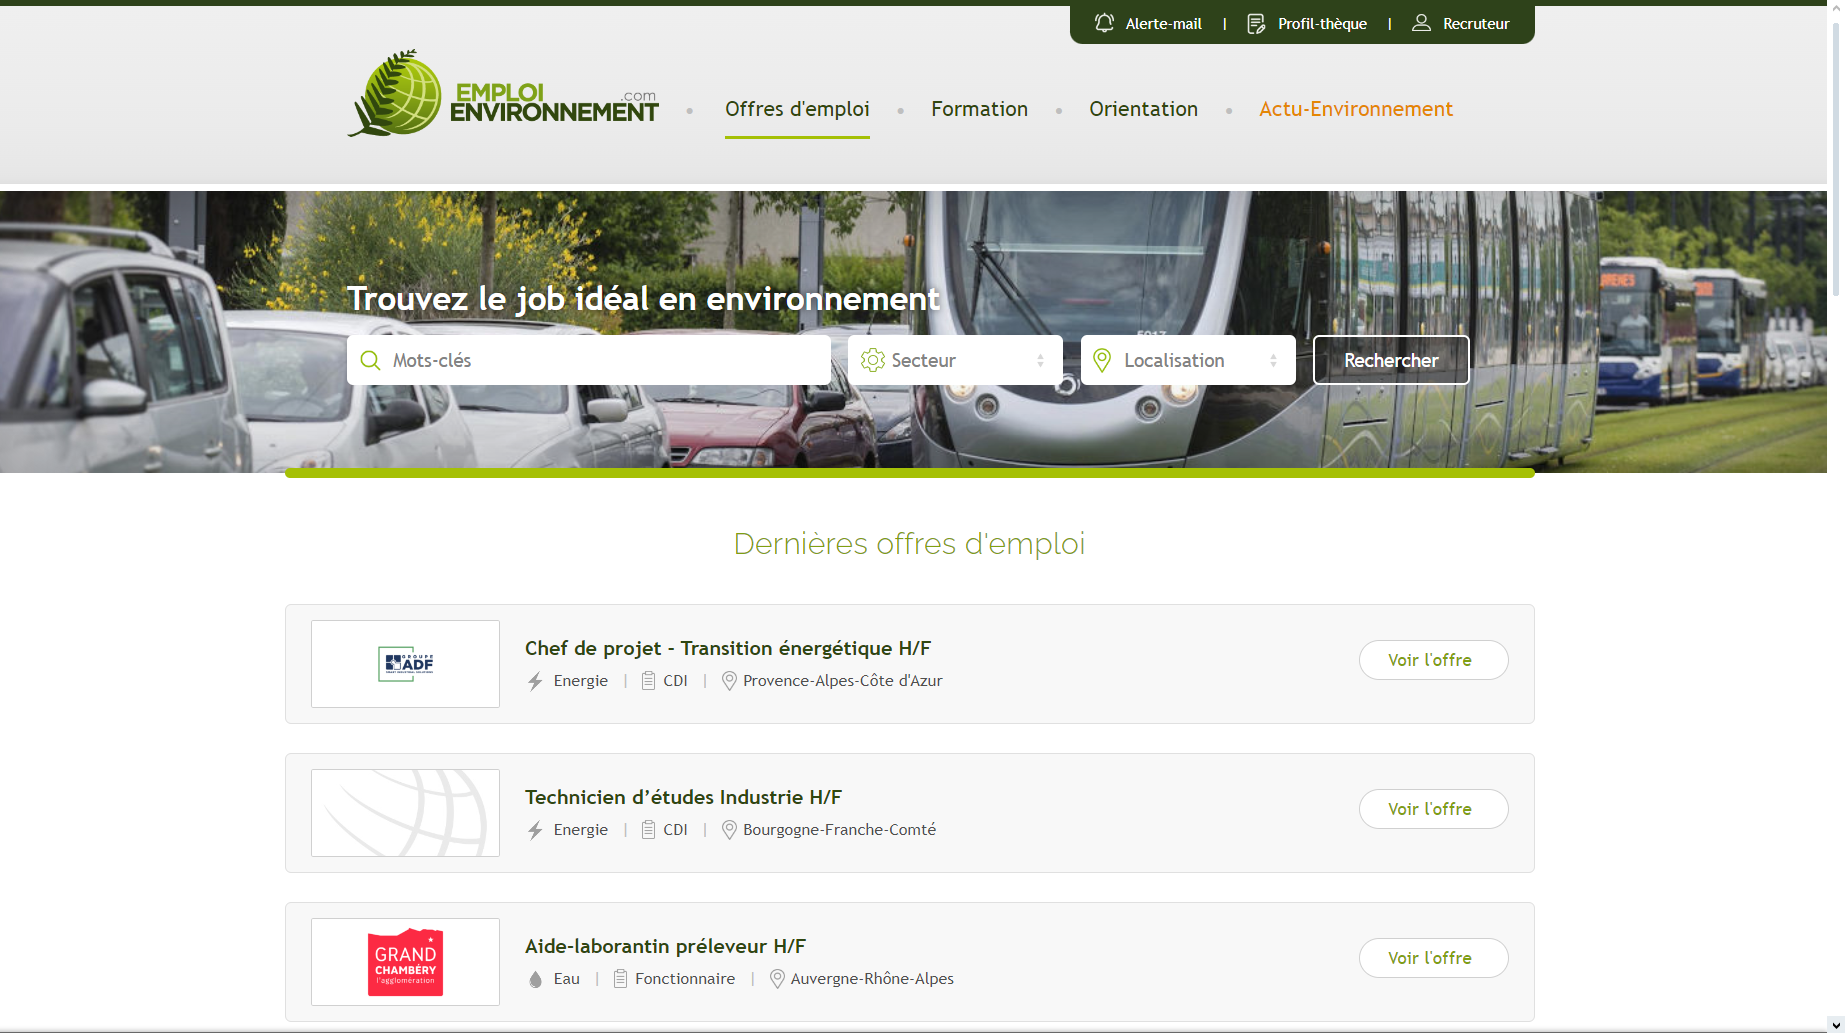 Alerte-mail | Profil-thèque | Recruteur
EMPLOI
.com
ENVIRONNEMENT
Offres d'emploi
Formation
Orientation
Actu-Environnement
Trouvez le job idéal en environnement
Mots-clés
Secteur
Localisation
Rechercher
Dernières offres d'emploi
GROUPE
ADF
Chef de projet - Transition énergétique H/F
Energie | CDI | Provence-Alpes-Côte d'Azur
Voir l'offre
Technicien d’études Industrie H/F
Energie | CDI | Bourgogne-Franche-Comté
Voir l'offre
GRAND
CHAMBÉRY
l'agglomération
Aide-laborantin préleveur H/F
Eau | Fonctionnaire | Auvergne-Rhône-Alpes
Voir l'offre